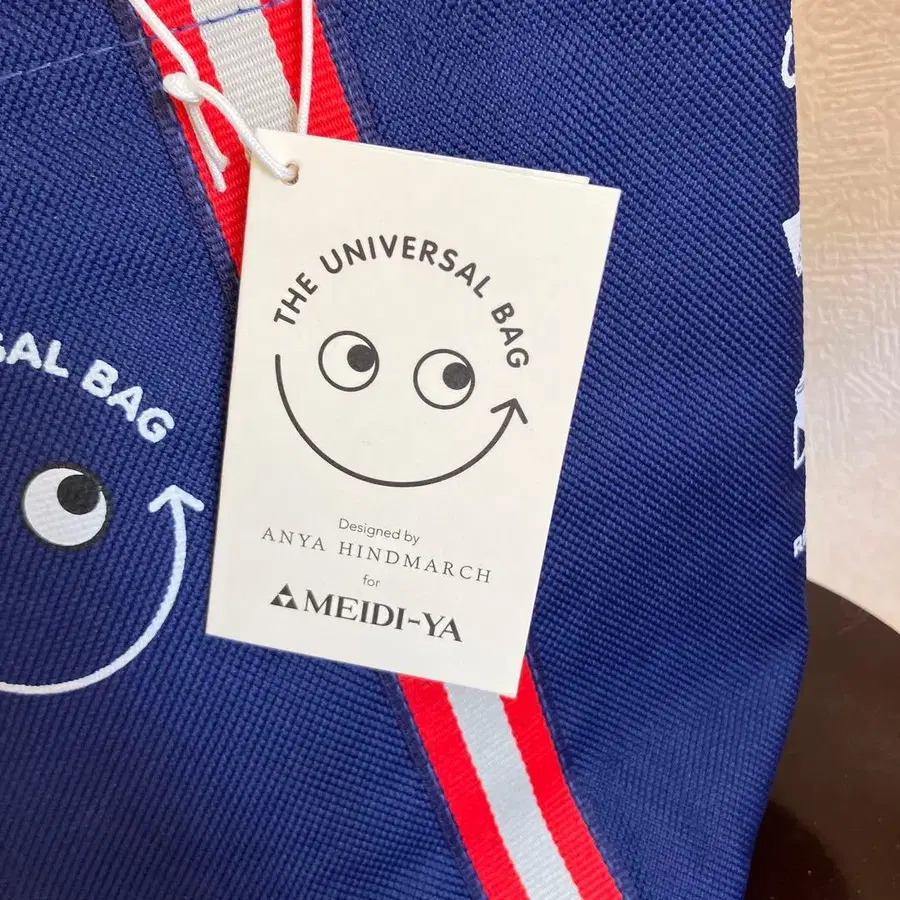 THE UNIVERSAL BAG
Designed by
ANYA HINDMARCH
for
MEIDI-YA
SAL BAG